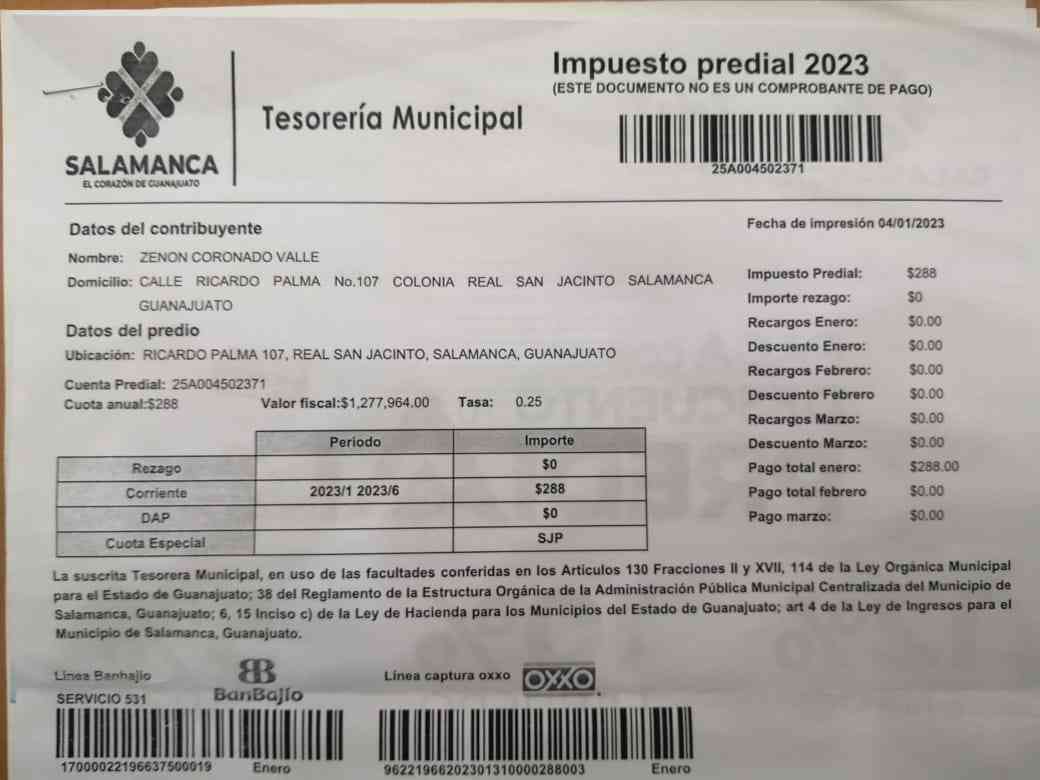 SALAMANCA
EL CORAZÓN DE GUANAJUATO
Tesorería Municipal
Impuesto predial 2023
(ESTE DOCUMENTO NO ES UN COMPROBANTE DE PAGO)
25A004502371
Datos del contribuyente
Fecha de impresión 04/01/2023
Nombre: ZENON CORONADO VALLE
Domicilio: CALLE RICARDO PALMA No.107 COLONIA REAL SAN JACINTO SALAMANCA
GUANAJUATO
Datos del predio
Ubicación: RICARDO PALMA 107, REAL SAN JACINTO, SALAMANCA, GUANAJUATO
Cuenta Predial: 25A004502371
Cuota anual:$288 Valor fiscal:$1,277,964.00 Tasa: 0.25
Impuesto Predial: $288
Importe rezago: $0
Recargos Enero: $0.00
Descuento Enero: $0.00
Recargos Febrero: $0.00
Descuento Febrero $0.00
Recargos Marzo: $0.00
Descuento Marzo: $0.00
Pago total enero: $288.00
Pago total febrero $0.00
Pago marzo: $0.00
Periodo Importe
Rezago $0
Corriente 2023/1 2023/6 $288
DAP $0
Cuota Especial SJP
La suscrita Tesorera Municipal, en uso de las facultades conferidas en los Articulos 130 Fracciones II y XVII, 114 de la Ley Orgánica Municipal
para el Estado de Guanajuato; 38 del Reglamento de la Estructura Orgánica de la Administración Pública Municipal Centralizada del Municipio de
Salamanca, Guanajuato; 6, 15 Inciso c) de la Ley de Hacienda para los Municipios del Estado de Guanajuato; art 4 de la Ley de Ingresos para el
Municipio de Salamanca, Guanajuato.
Linea Banbajio
SERVICIO 531
BanBajío
Línea captura oxxo OXXO
17000022196637500019 Enero
96221966202301310000288003 Enero